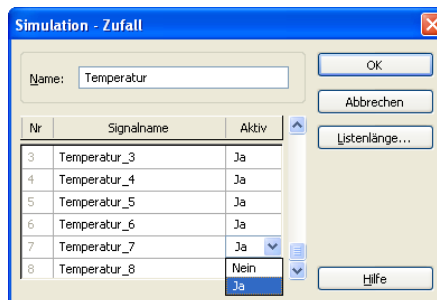 Simulation - Zufall
Name: Temperatur
OK
Abbrechen
Listenlänge...
Nr Signalname Aktiv
3 Temperatur_3 Ja
4 Temperatur_4 Ja
5 Temperatur_5 Ja
6 Temperatur_6 Ja
7 Temperatur_7 Ja
8 Temperatur_8 Nein
Ja
Hilfe